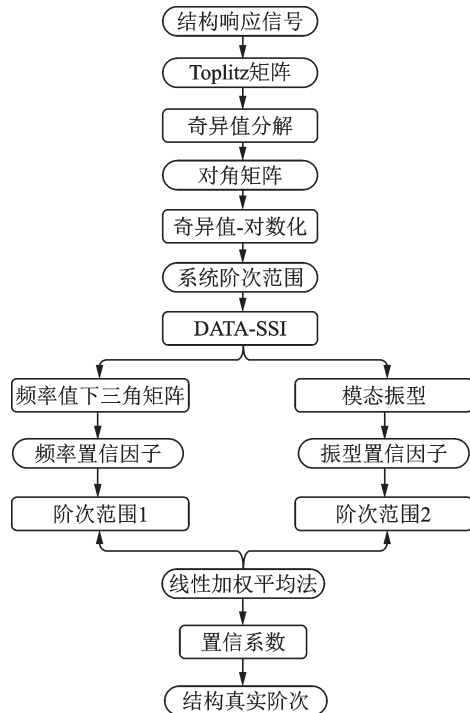 结构响应信号
Toplitz矩阵
奇异值分解
对角矩阵
奇异值-对数化
系统阶次范围
DATA-SSI
频率值下三角矩阵
模态振型
频率置信因子
振型置信因子
阶次范围1
阶次范围2
线性加权平均法
置信系数
结构真实阶次